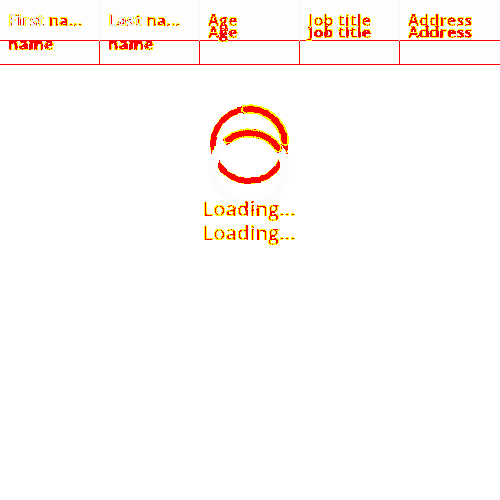 First na... Last na... Age Job title Address
name name Age Job title Address
Loading...
Loading...